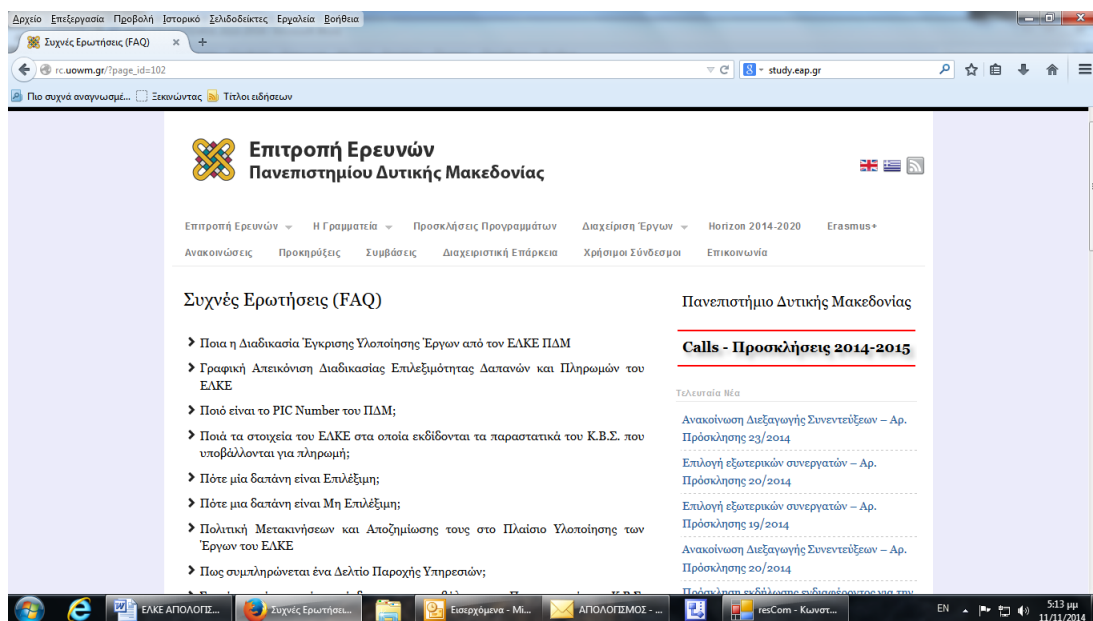 Αρχείο Επεξεργασία Προβολή Ιστορικό Σελιδοδείκτες Εργαλεία Βοήθεια
Συχνές Ερωτήσεις (FAQ)
rc.uowm.gr/?page_id=102
study.eap.gr
Πιο συχνά αναγνωσμέ... Ξεκινώντας Τίτλοι ειδήσεων
Επιτροπή Ερευνών
Πανεπιστημίου Δυτικής Μακεδονίας
Επιτροπή Ερευνών Η Γραμματεία Προσκλήσεις Προγραμμάτων Διαχείριση Έργων Horizon 2014-2020 Erasmus+
Ανακοινώσεις Προκηρύξεις Συμβάσεις Διαχειριστική Επάρκεια Χρήσιμοι Σύνδεσμοι Επικοινωνία
Συχνές Ερωτήσεις (FAQ)
Ποια η Διαδικασία Έγκρισης Υλοποίησης Έργων από τον ΕΛΚΕ ΠΔΜ
Γραφική Απεικόνιση Διαδικασίας Επιλεξιμότητας Δαπανών και Πληρωμών του
ΕΛΚΕ
Ποιό είναι το PIC Number του ΠΔΜ;
Ποιά τα στοιχεία του ΕΛΚΕ στα οποία εκδίδονται τα παραστατικά του Κ.Β.Σ. που
υποβάλλονται για πληρωμή;
Πότε μία δαπάνη είναι Επιλέξιμη;
Πότε μια δαπάνη είναι Μη Επιλέξιμη;
Πολιτική Μετακινήσεων και Αποζημίωσης τους στο Πλαίσιο Υλοποίησης των
Έργων του ΕΛΚΕ
Πως συμπληρώνεται ένα Δελτίο Παροχής Υπηρεσιών;
Πανεπιστήμιο Δυτικής Μακεδονίας
Calls - Προσκλήσεις 2014-2015
Τελευταία Νέα
Ανακοίνωση Διεξαγωγής Συνεντεύξεων – Αρ.
Πρόσκλησης 23/2014
Επιλογή εξωτερικών συνεργατών – Αρ.
Πρόσκλησης 20/2014
Επιλογή εξωτερικών συνεργατών – Αρ.
Πρόσκλησης 19/2014
Ανακοίνωση Διεξαγωγής Συνεντεύξεων – Αρ.
Πρόσκλησης 20/2014
Πρόσκληση εκδήλωσης ενδιαφέροντος για την
ΕΛΚΕ ΑΠΟΛΟΓΙΣ... Συχνές Ερωτήσει... Εισερχόμενα - Mi... ΑΠΟΛΟΓΙΣΜΟΣ - ... resCom - Κωνστ... EN 5:13 μμ
11/11/2014